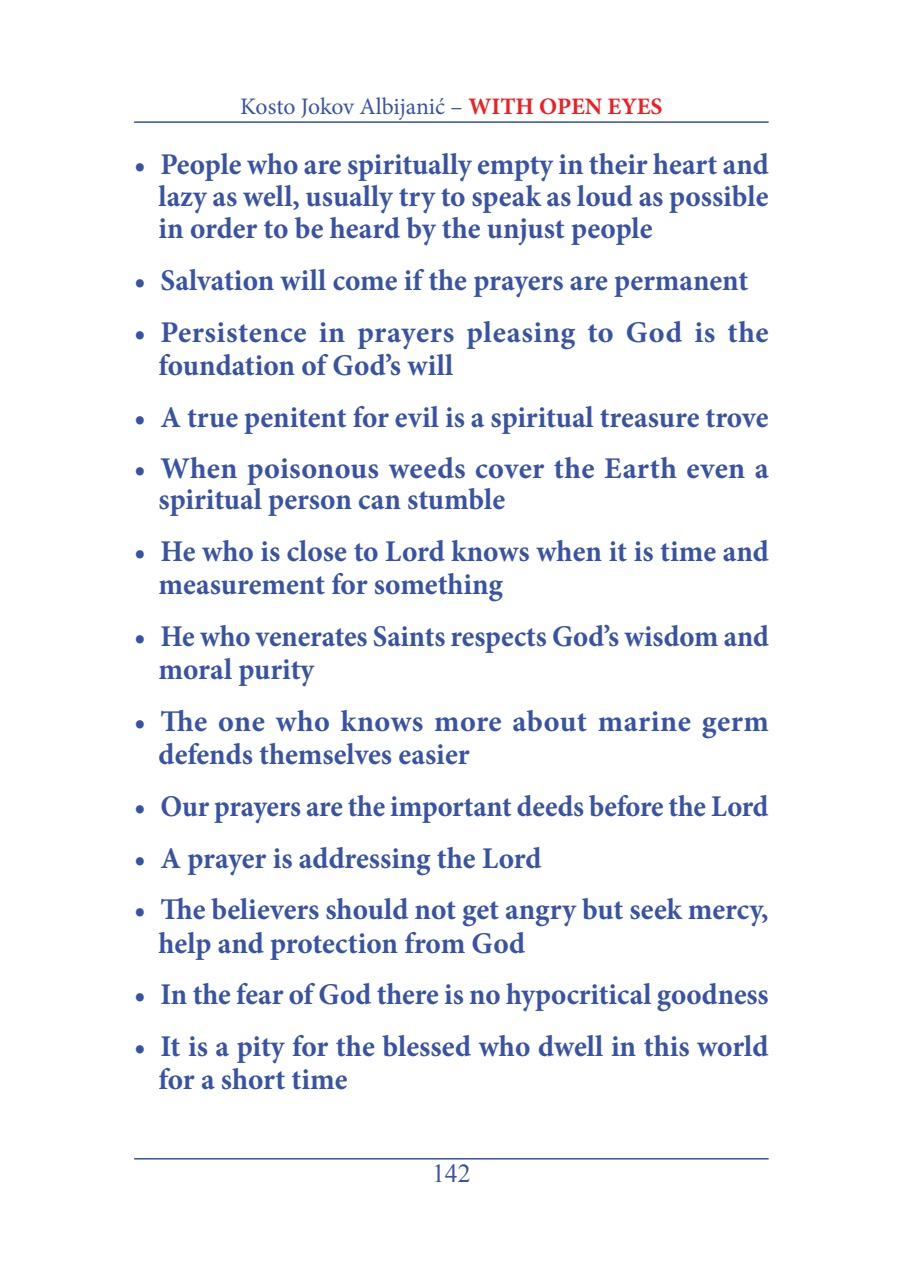 Kosto Jokov Albijanić – WITH OPEN EYES
• People who are spiritually empty in their heart and
lazy as well, usually try to speak as loud as possible
in order to be heard by the unjust people
• Salvation will come if the prayers are permanent
• Persistence in prayers pleasing to God is the
foundation of God’s will
• A true penitent for evil is a spiritual treasure trove
• When poisonous weeds cover the Earth even a
spiritual person can stumble
• He who is close to Lord knows when it is time and
measurement for something
• He who venerates Saints respects God’s wisdom and
moral purity
• The one who knows more about marine germ
defends themselves easier
• Our prayers are the important deeds before the Lord
• A prayer is addressing the Lord
• The believers should not get angry but seek mercy,
help and protection from God
• In the fear of God there is no hypocritical goodness
• It is a pity for the blessed who dwell in this world
for a short time
142